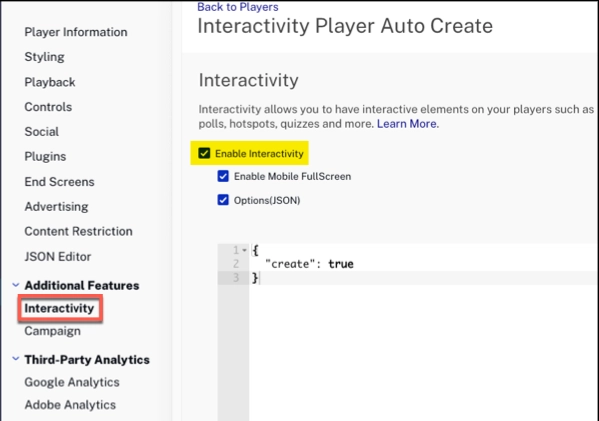 Back to Players
Interactivity Player Auto Create
Player Information
Styling
Playback
Controls
Social
Plugins
End Screens
Advertising
Content Restriction
JSON Editor
Additional Features
Interactivity
Campaign
Third-Party Analytics
Google Analytics
Adobe Analytics
Interactivity
Interactivity allows you to have interactive elements on your players such as
polls, hotspots, quizzes and more. Learn More.
Enable Interactivity
Enable Mobile FullScreen
Options(JSON)
1 {
2 "create": true
3 }